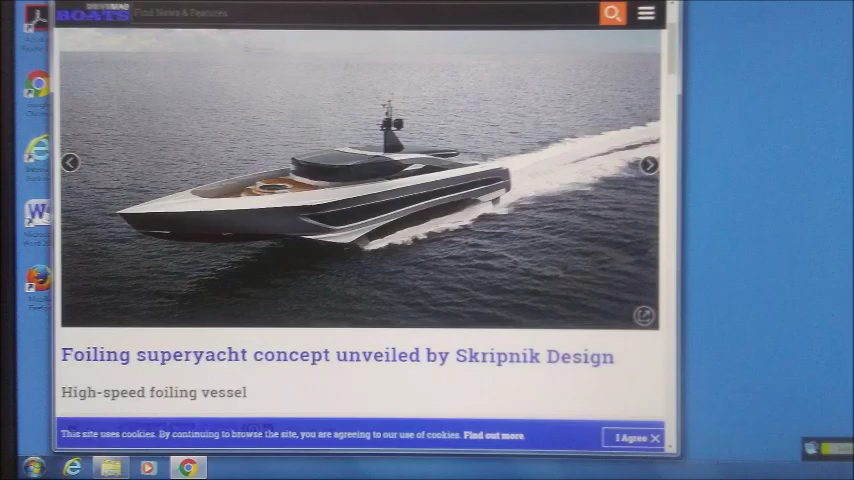 BOATS
Find News & Features
Foiling superyacht concept unveiled by Skripnik Design
High-speed foiling vessel
This site uses cookies. By continuing to browse the site, you are agreeing to our use of cookies. Find out more.
I Agree ✕